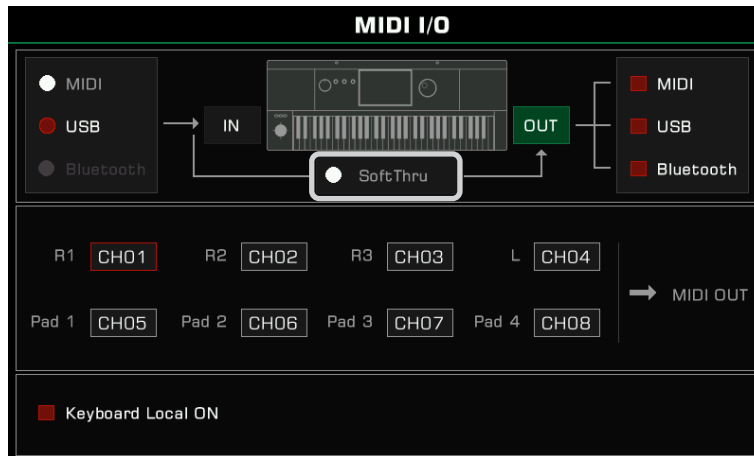 MIDI I/O
MIDI
USB
Bluetooth
IN
OUT
SoftThru
MIDI
USB
Bluetooth
R1 CH01 R2 CH02 R3 CH03 L CH04
Pad 1 CH05 Pad 2 CH06 Pad 3 CH07 Pad 4 CH08
MIDI OUT
Keyboard Local ON